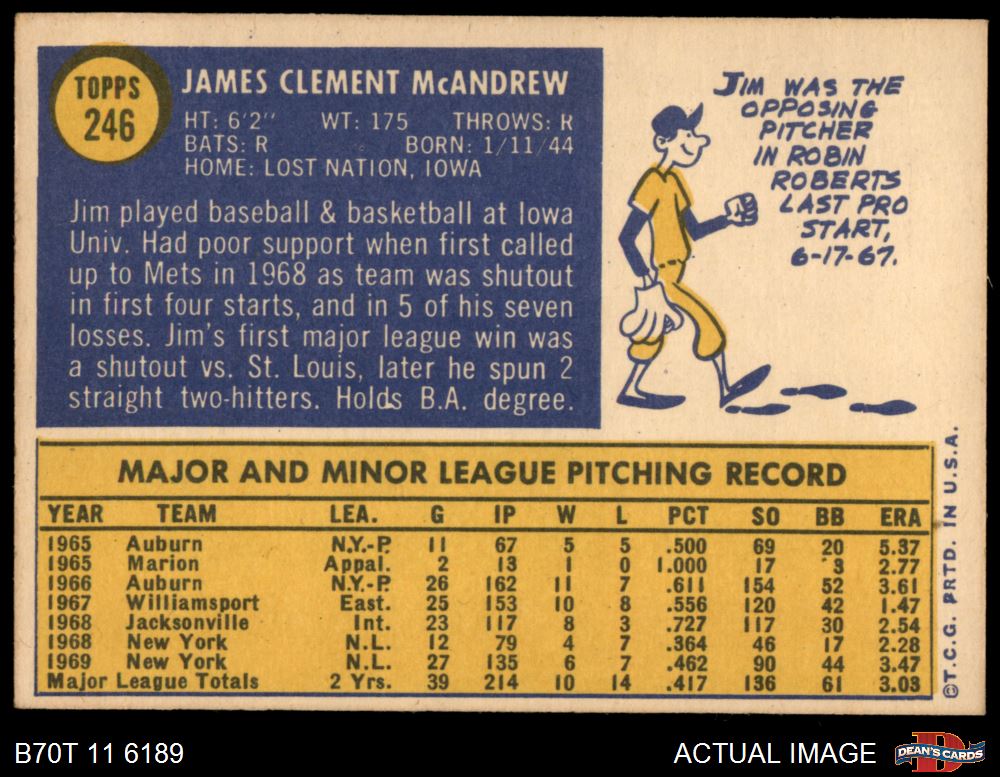 TOPPS
246
JAMES CLEMENT McANDREW
HT: 6'2" WT: 175 THROWS: R
BATS: R BORN: 1/11/44
HOME: LOST NATION, IOWA
Jim played baseball & basketball at Iowa
Univ. Had poor support when first called
up to Mets in 1968 as team was shutout
in first four starts, and in 5 of his seven
losses. Jim's first major league win was
a shutout vs. St. Louis, later he spun 2
straight two-hitters. Holds B.A. degree.
JIM WAS THE
OPPOSING
PITCHER
IN ROBIN
ROBERTS
LAST PRO
START,
6-17-67.
MAJOR AND MINOR LEAGUE PITCHING RECORD
YEAR TEAM LEA. G IP W L PCT SO BB ERA
1965 Auburn N.Y.-P. 11 67 5 5 .500 69 20 5.37
1965 Marion Appal. 2 13 1 0 1.000 17 3 2.77
1966 Auburn N.Y.-P. 26 162 11 7 .611 154 52 3.61
1967 Williamsport East. 25 153 10 8 .556 120 42 1.47
1968 Jacksonville Int. 23 117 8 3 .727 117 30 2.54
1968 New York N.L. 12 79 4 7 .364 46 17 2.28
1969 New York N.L. 27 135 6 7 .462 90 44 3.47
Major League Totals 2 Yrs. 39 214 10 14 .417 136 61 3.03
©T.C.G. PRTD. IN U.S.A.
B70T 11 6189
ACTUAL IMAGE
DEAN'S CARDS